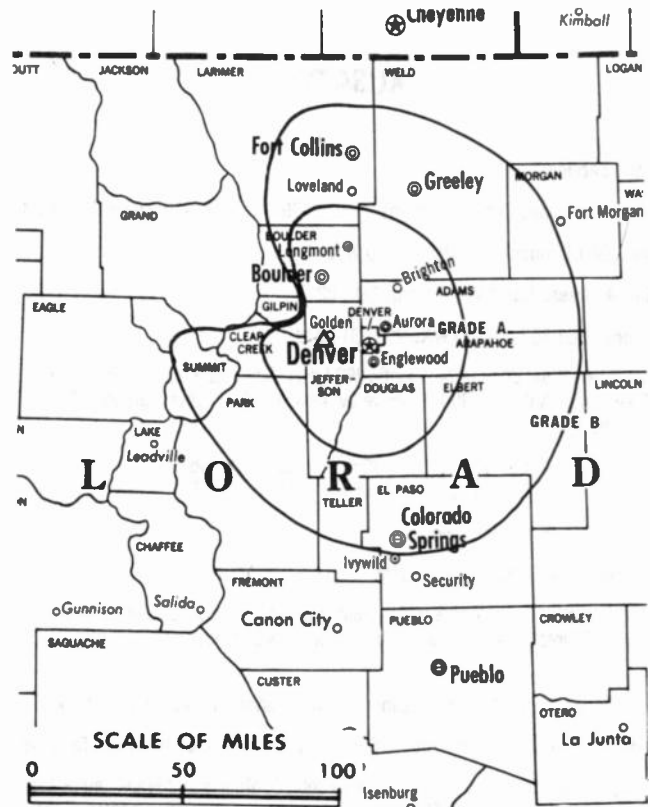 Cheyenne
Kimball
OUTT
JACKSON
LARIMER
WELD
LOGAN
Fort Collins
Loveland
Greeley
MORGAN
WA
Fort Morgan
GRAND
BOULDER
Longmont
Boulder
Brighton
ADAMS
EAGLE
GILPIN
CLEAR
CREEK
Golden
DENVER
Aurora
GRADE A
ARAPAHOE
Denver
Englewood
SUMMIT
JEFFER-
SON
DOUGLAS
ELBERT
LINCOLN
PARK
GRADE B
LAKE
Leadville
L O R A D
TELLER
EL PASO
Colorado
Springs
CHAFFEE
Ivywild
Security
FREMONT
Gunnison
Salida
Canon City
PUEBLO
CROWLEY
SAGUACHE
Pueblo
CUSTER
OTERO
La Junta
SCALE OF MILES
0 50 100
Isenburg